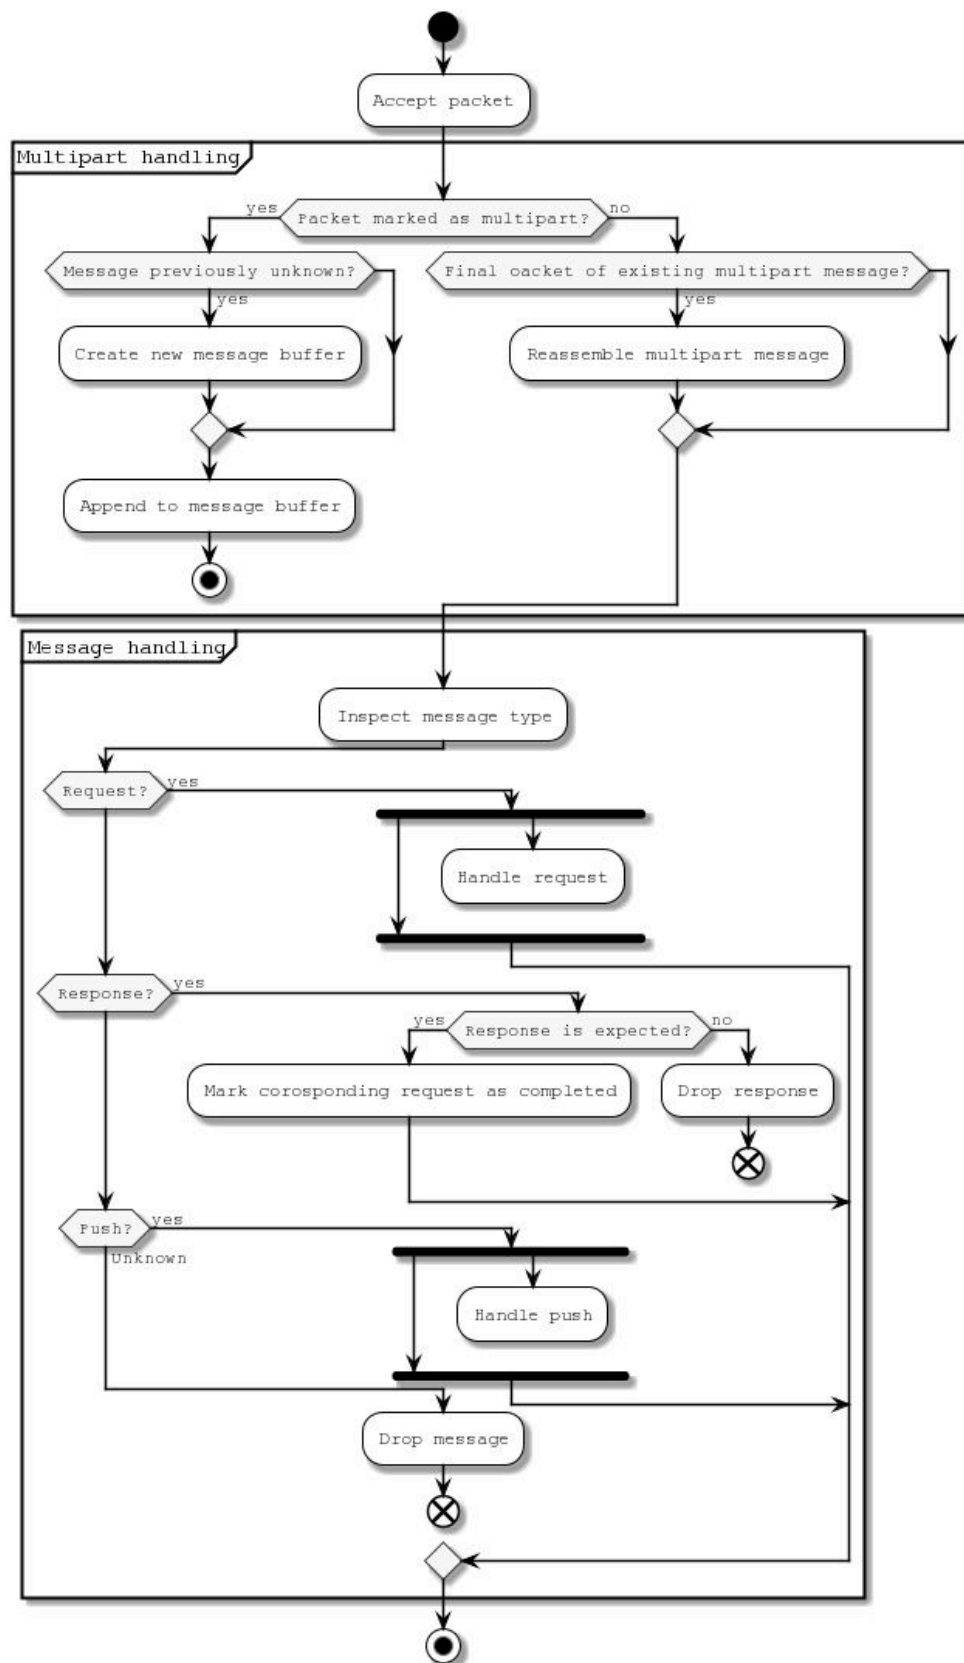 Accept packet
Multipart handling
yes
Packet marked as multipart?
no
Message previously unknown?
Final oacket of existing multipart message?
yes
yes
Create new message buffer
Reassemble multipart message
Append to message buffer
Message handling
Inspect message type
Request?
yes
Handle request
Response?
yes
yes
Response is expected?
no
Mark corosponding request as completed
Drop response
Push?
yes
Unknown
Handle push
Drop message